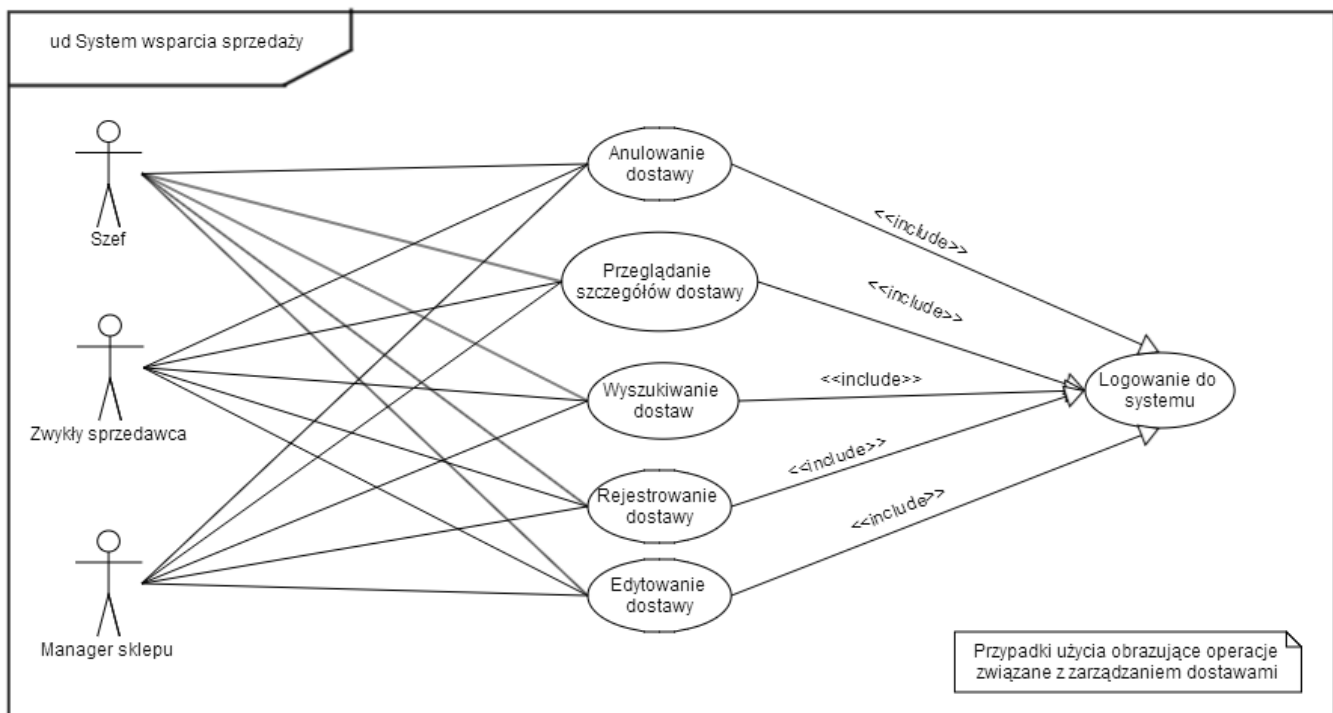 ud System wsparcia sprzedaży
Szef
Zwykły sprzedawca
Manager sklepu
Anulowanie
dostawy
Przeglądanie
szczegółów dostawy
Wyszukiwanie
dostaw
Rejestrowanie
dostawy
Edytowanie
dostawy
<<include>>
<<include>>
<<include>>
<<include>>
<<include>>
Logowanie do
systemu
Przypadki użycia obrazujące operacje
związane z zarządzaniem dostawami